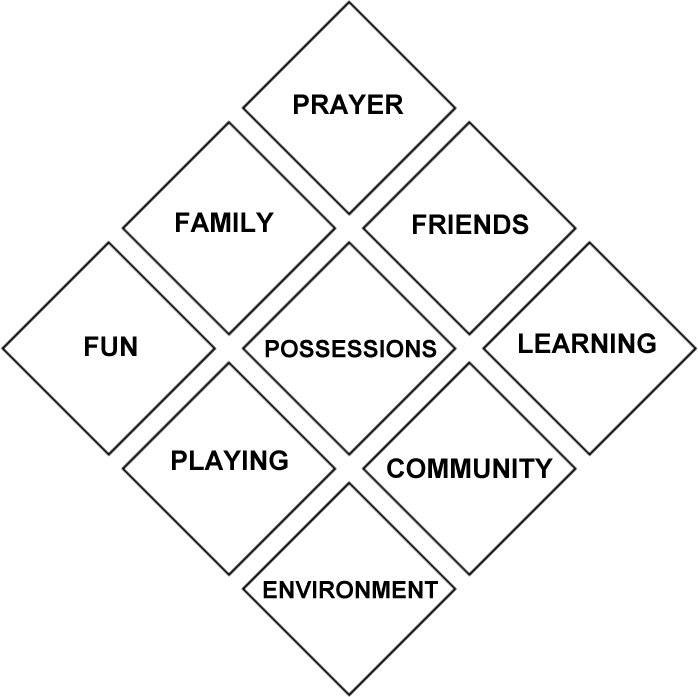 PRAYER
FAMILY
FRIENDS
FUN
POSSESSIONS
LEARNING
PLAYING
COMMUNITY
ENVIRONMENT